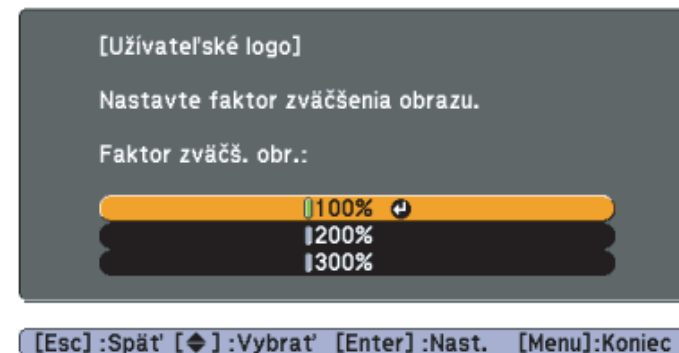 [Užívateľské logo]
Nastavte faktor zväčšenia obrazu.
Faktor zväčš. obr.:
100%
200%
300%
[Esc] :Späť [◆] :Vybrať [Enter] :Nast. [Menu]:Koniec